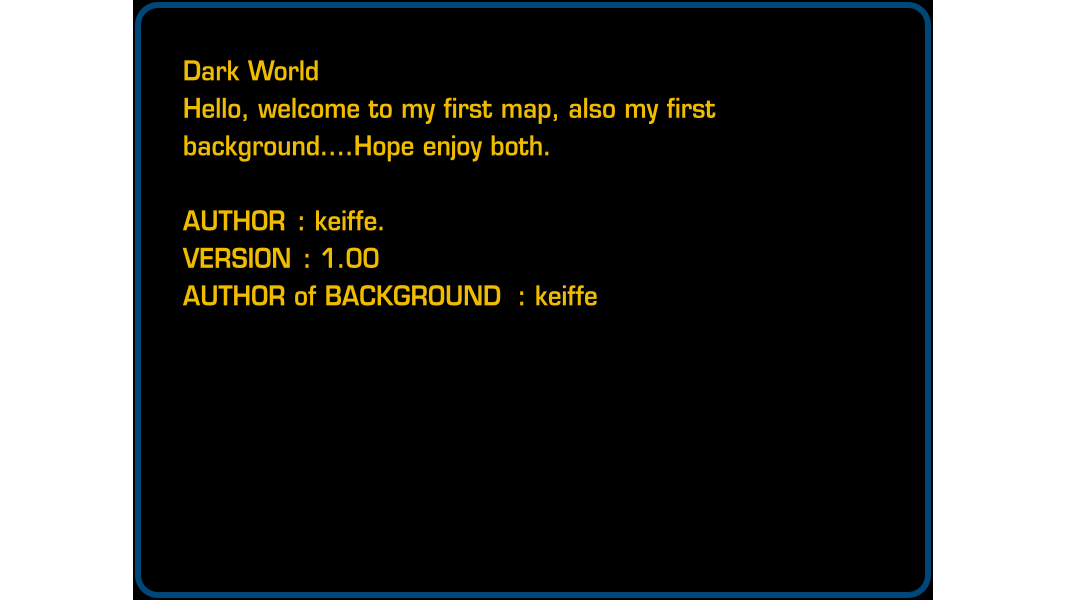 Dark World
Hello, welcome to my first map, also my first
background....Hope enjoy both.
AUTHOR : keiffe.
VERSION : 1.00
AUTHOR of BACKGROUND : keiffe